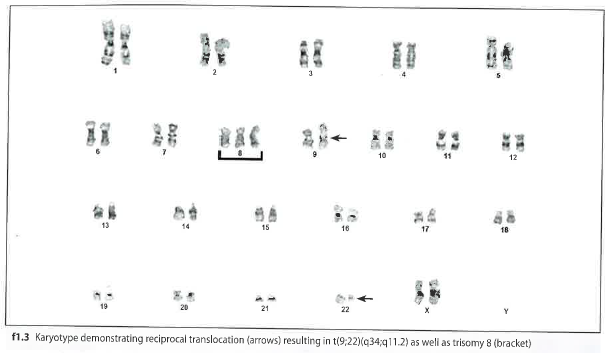 1 2 3 4 5
6 7 8 9 10 11 12
13 14 15 16 17 18
19 20 21 22 X Y
f1.3 Karyotype demonstrating reciprocal translocation (arrows) resulting in t(9;22)(q34;q11.2) as well as trisomy 8 (bracket)